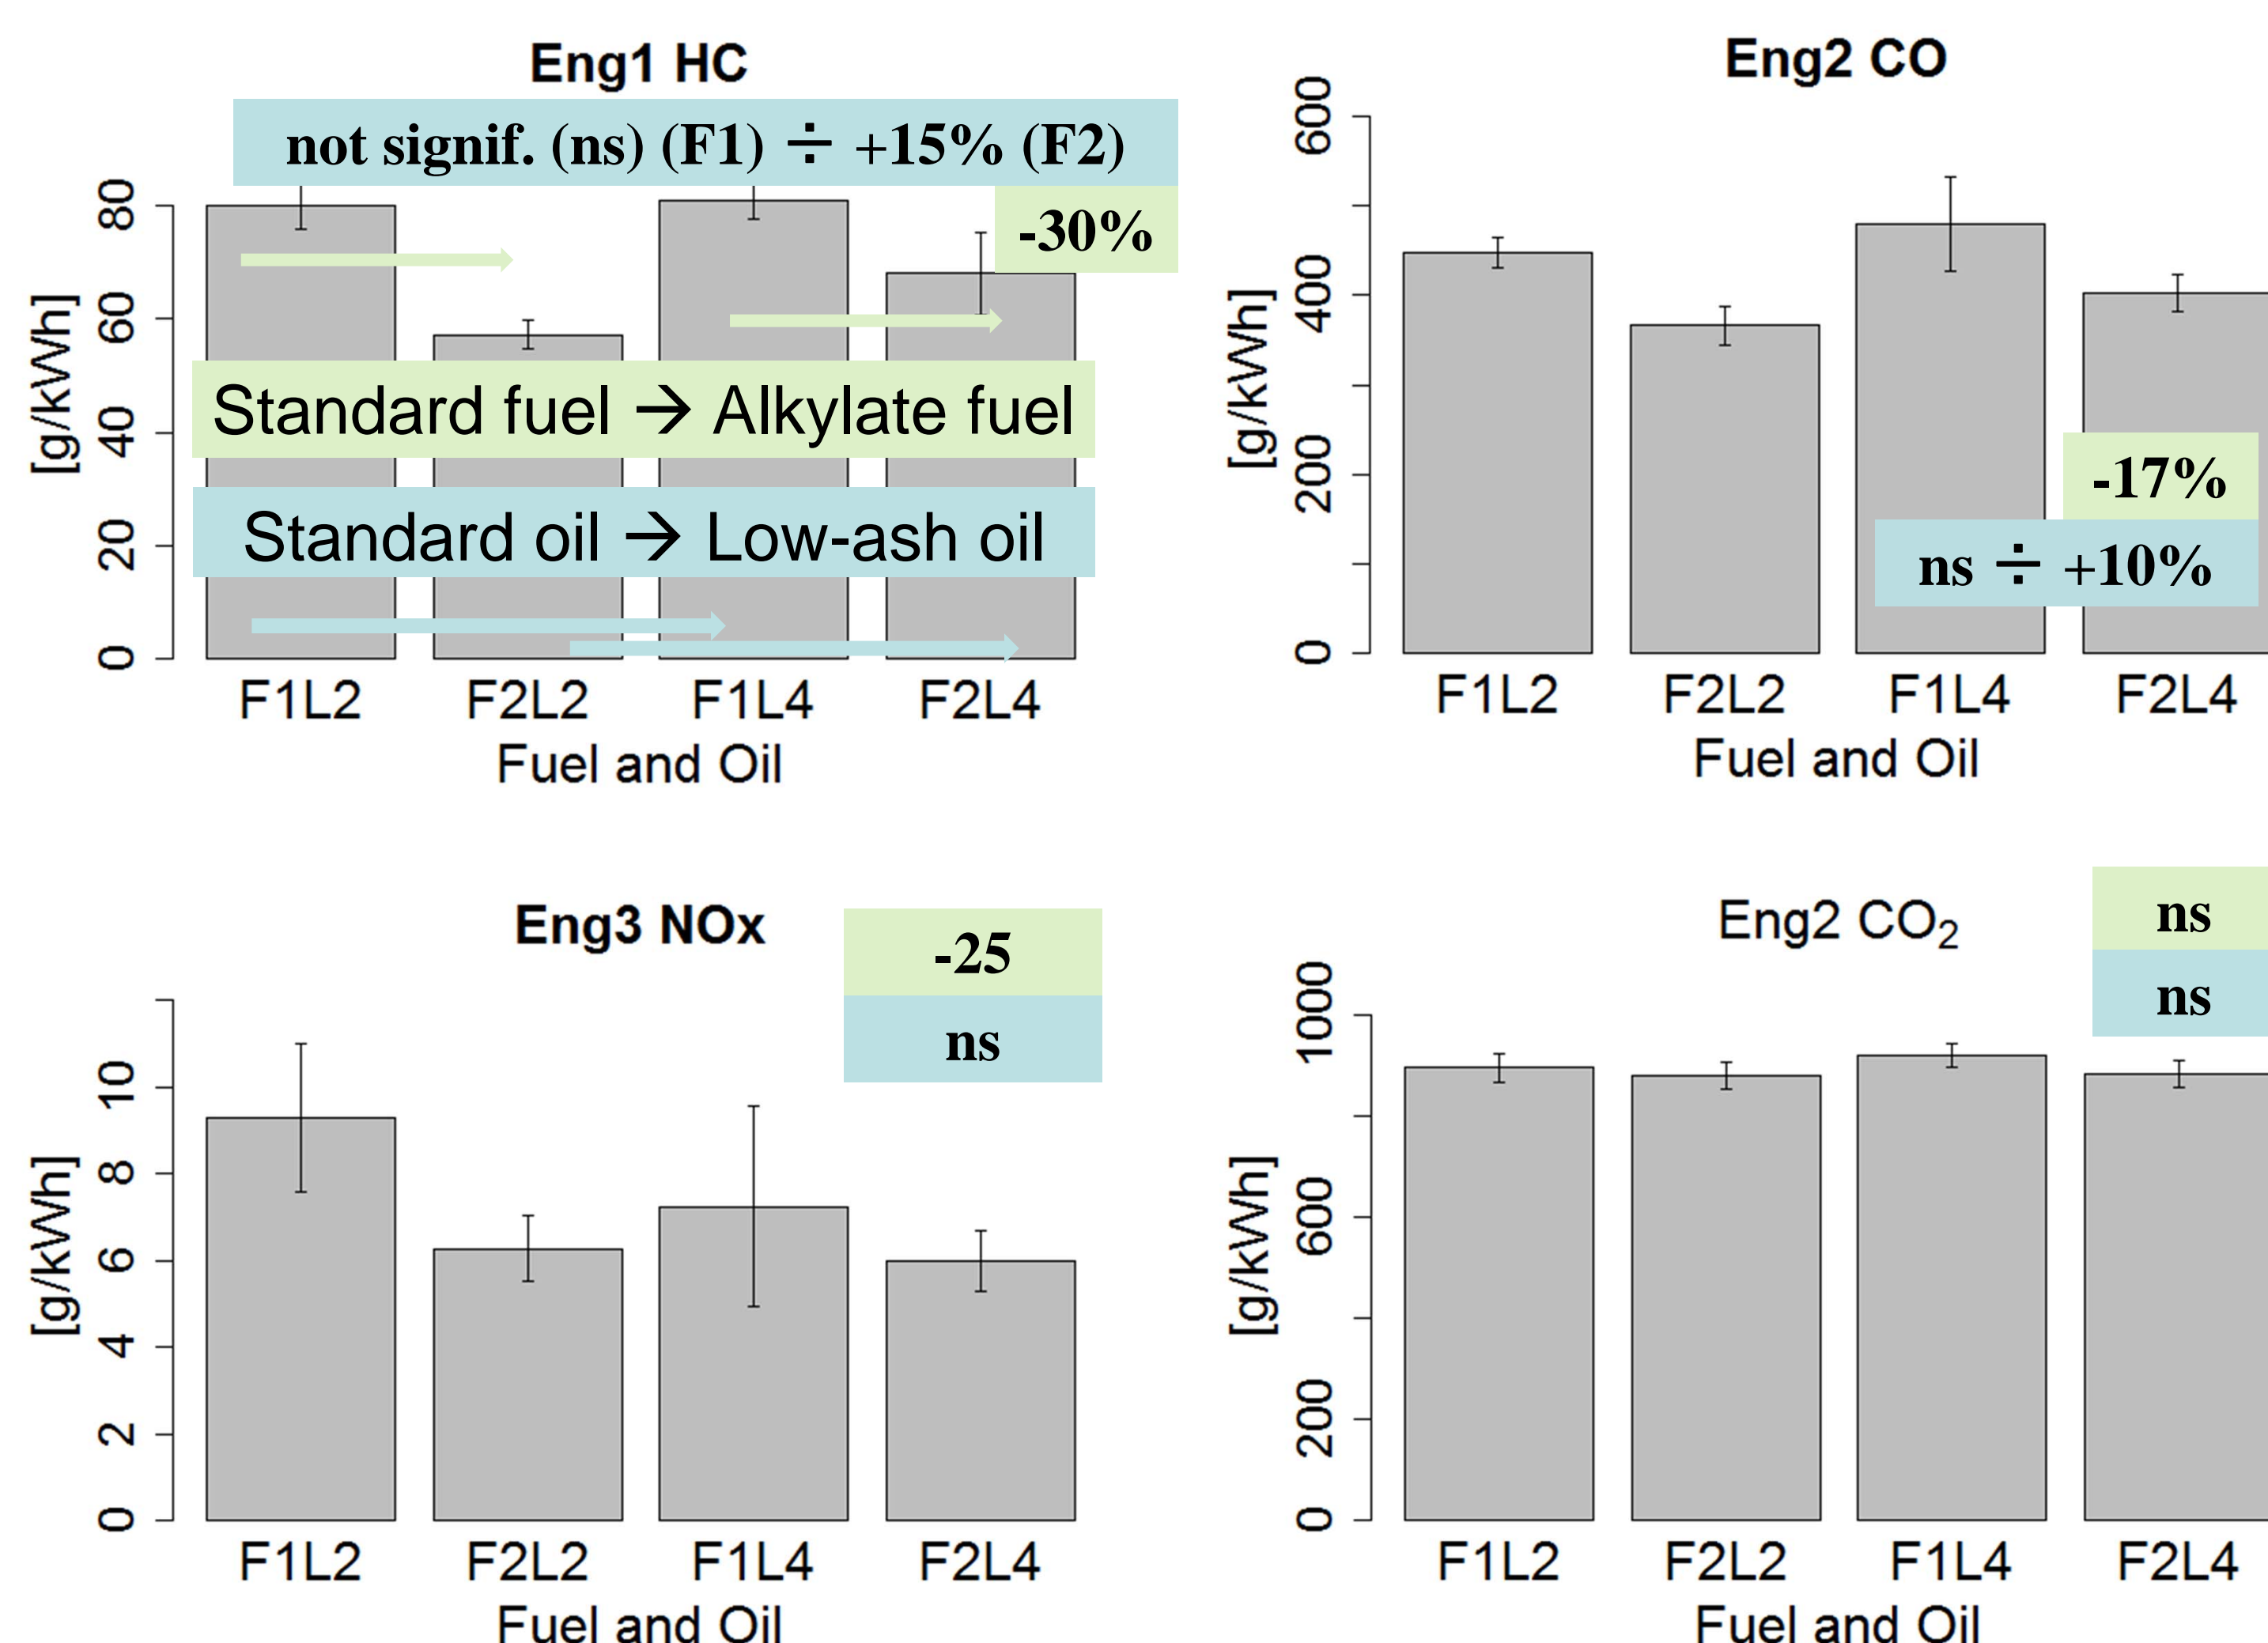 Eng1 HC
not signif. (ns) (F1) ÷ +15% (F2)
-30%
[g/kWh]
80
60
40
20
0
Standard fuel → Alkylate fuel
Standard oil → Low-ash oil
F1L2 F2L2 F1L4 F2L4
Fuel and Oil
Eng2 CO
[g/kWh]
600
400
200
0
-17%
ns ÷ +10%
F1L2 F2L2 F1L4 F2L4
Fuel and Oil
Eng3 NOx
-25
ns
[g/kWh]
10
8
6
4
2
0
F1L2 F2L2 F1L4 F2L4
Fuel and Oil
Eng2 CO₂
ns
ns
[g/kWh]
1000
600
200
0
F1L2 F2L2 F1L4 F2L4
Fuel and Oil